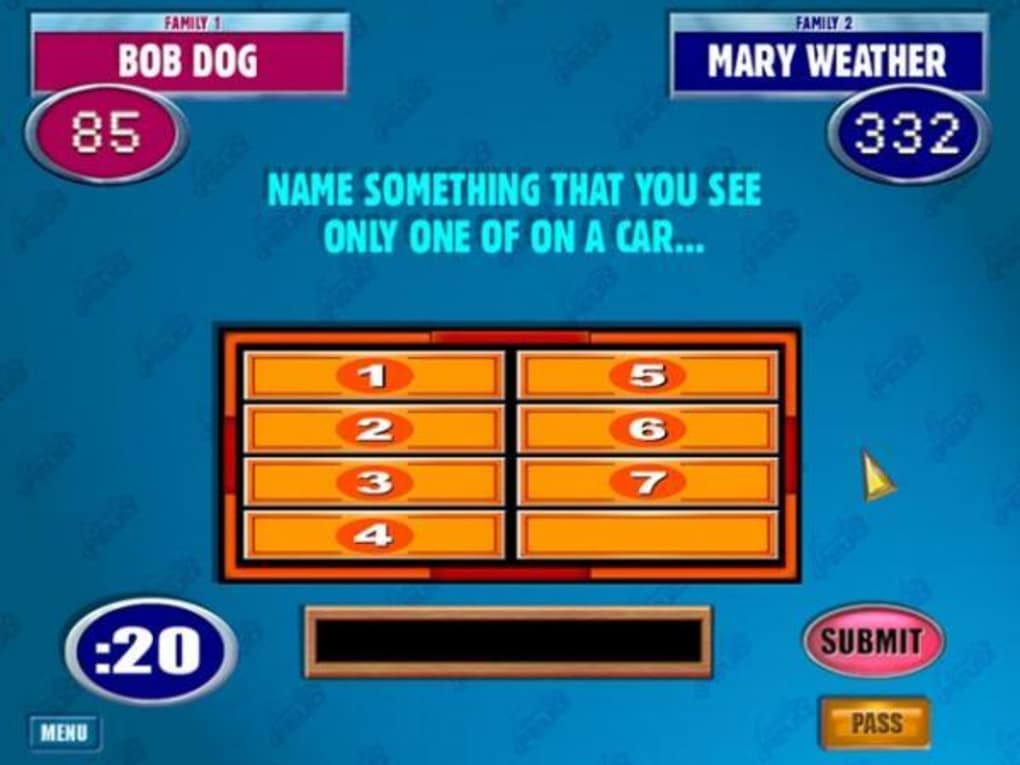 FAMILY 1
BOB DOG
85
FAMILY 2
MARY WEATHER
332
NAME SOMETHING THAT YOU SEE
ONLY ONE OF ON A CAR...
1
5
2
6
3
7
4
:20
SUBMIT
MENU
PASS